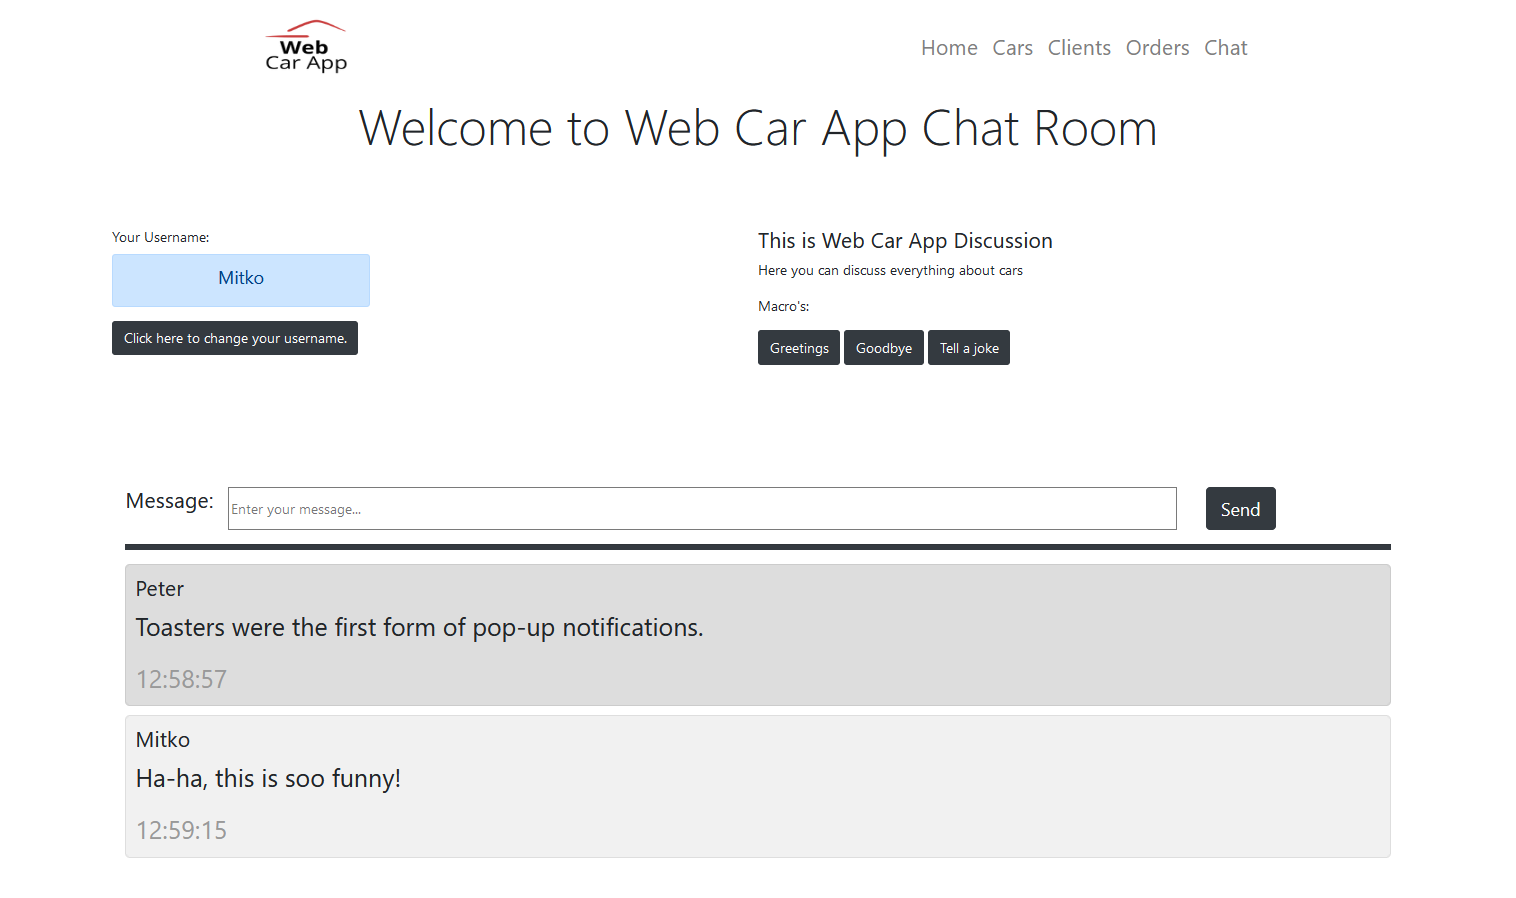 Web
Car App
Home Cars Clients Orders Chat
Welcome to Web Car App Chat Room
Your Username:
Mitko
Click here to change your username.
This is Web Car App Discussion
Here you can discuss everything about cars
Macro's:
Greetings Goodbye Tell a joke
Message: Enter your message... Send
Peter
Toasters were the first form of pop-up notifications.
12:58:57
Mitko
Ha-ha, this is soo funny!
12:59:15